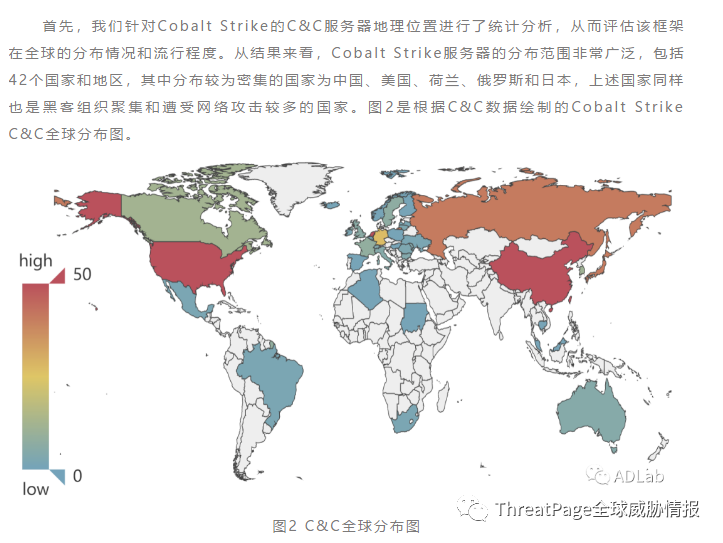 首先，我们针对Cobalt Strike的C&C服务器地理位置进行了统计分析，从而评估该框架
在全球的分布情况和流行程度。从结果来看，Cobalt Strike服务器的分布范围非常广泛，包括
42个国家和地区，其中分布较为密集的国家为中国、美国、荷兰、俄罗斯和日本，上述国家同样
也是黑客组织聚集和遭受网络攻击较多的国家。图2是根据C&C数据绘制的Cobalt Strike
C&C全球分布图。
high
50
0
low
ADLab
ThreatPage全球威胁情报
图2 C&C全球分布图